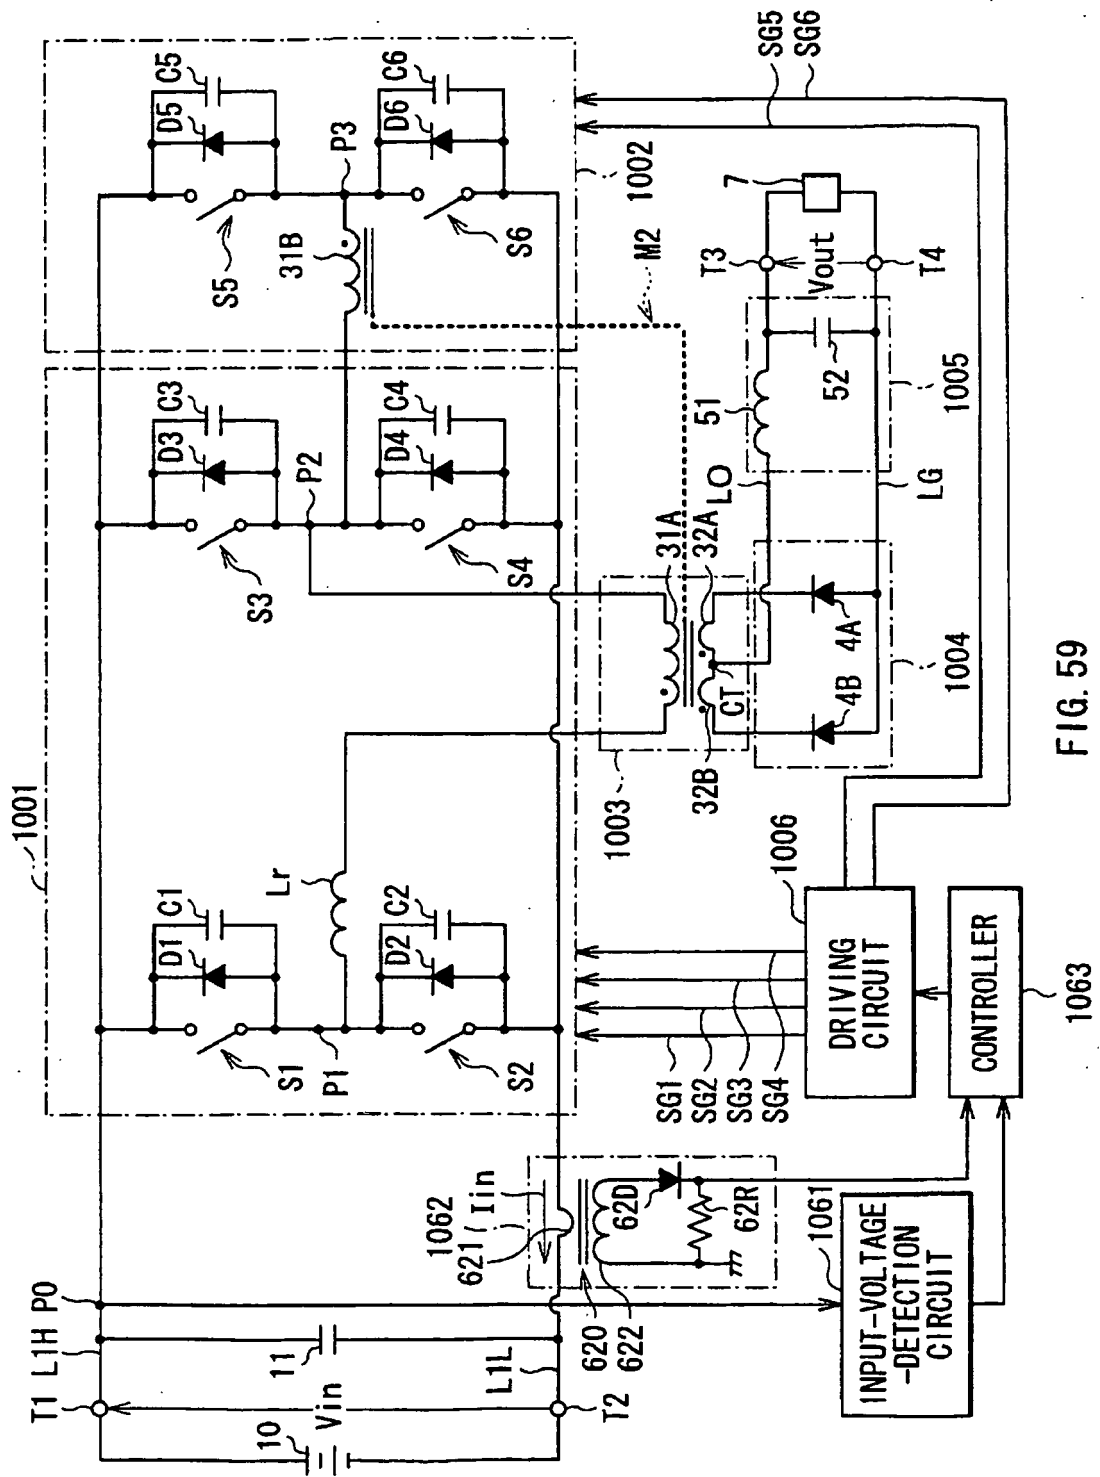 1001
1002
S1
D1
C1
S3
D3
C3
S5
D5
C5
P1
Lr
P2
31B
P3
S2
D2
C2
S4
D4
C4
S6
D6
C6
T1
L1H
P0
10
Vin
11
L1L
T2
1062
621
Iin
620
622
62D
62R
SG1
SG2
SG3
SG4
1003
31A
32A
32B
CT
M2
LO
51
52
1005
LG
T3
Vout
T4
7
4B
4A
1004
SG5
SG6
1061
INPUT-VOLTAGE
-DETECTION
CIRCUIT
1006
DRIVING
CIRCUIT
CONTROLLER
1063
FIG. 59